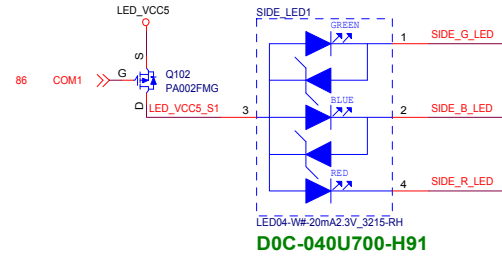 LED_VCC5
SIDE_LED1
GREEN
1
SIDE_G_LED
S
86
COM1
G
Q102
PA002FMG
D
LED_VCC5_S1
3
BLUE
2
SIDE_B_LED
RED
4
SIDE_R_LED
LED04-W#-20mA2.3V_3215-RH
D0C-040U700-H91